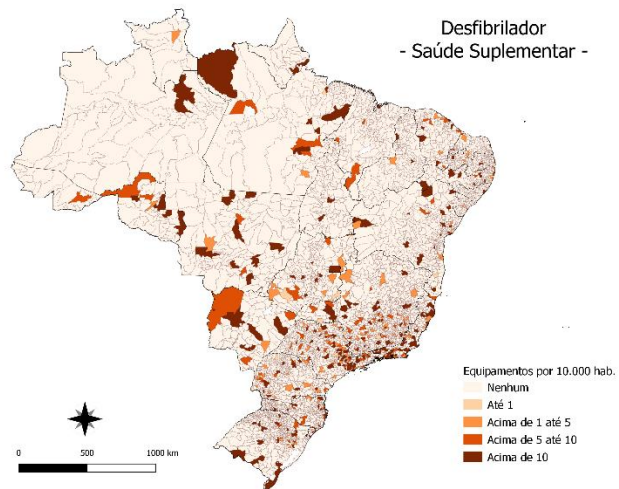 Desfibrilador
- Saúde Suplementar -
Equipamentos por 10.000 hab.
Nenhum
Até 1
Acima de 1 até 5
Acima de 5 até 10
Acima de 10
0 500 1000 km